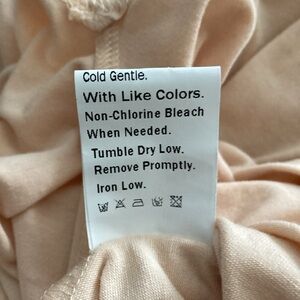 Cold Gentle.
With Like Colors.
Non-Chlorine Bleach
When Needed.
Tumble Dry Low.
Remove Promptly.
Iron Low.